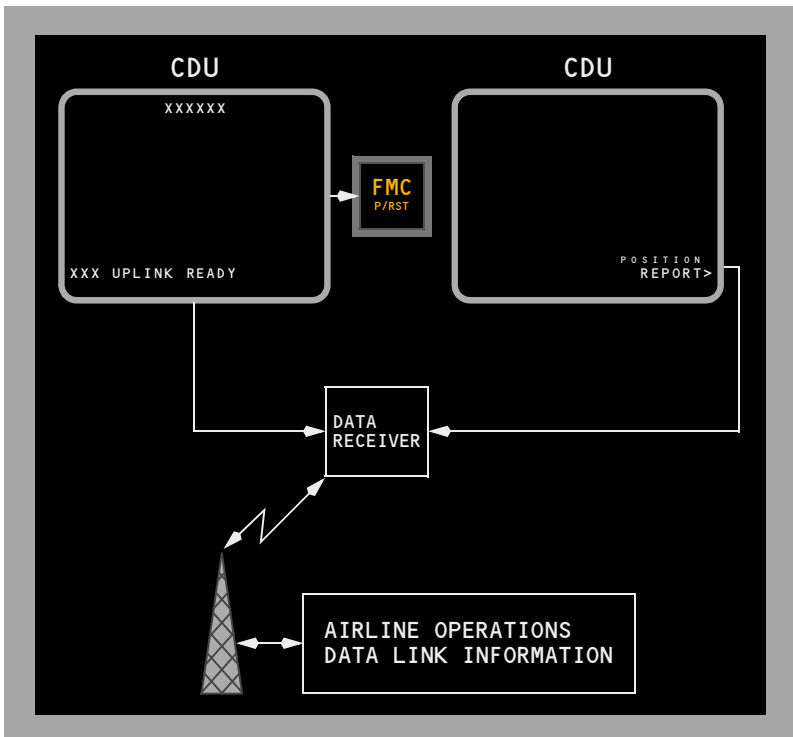 CDU
XXXXXX
XXX UPLINK READY
FMC
P/RST
CDU
POSITION
REPORT>
DATA
RECEIVER
AIRLINE OPERATIONS
DATA LINK INFORMATION